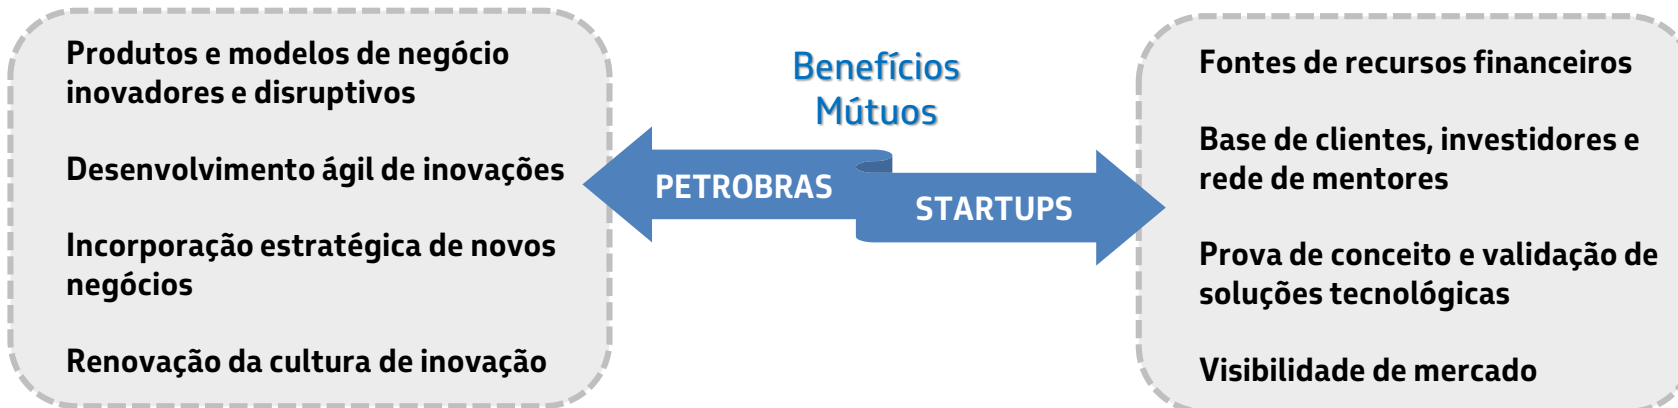 Produtos e modelos de negócio
inovadores e disruptivos
Desenvolvimento ágil de inovações
Incorporação estratégica de novos
negócios
Renovação da cultura de inovação
Benefícios
Mútuos
PETROBRAS
STARTUPS
Fontes de recursos financeiros
Base de clientes, investidores e
rede de mentores
Prova de conceito e validação de
soluções tecnológicas
Visibilidade de mercado